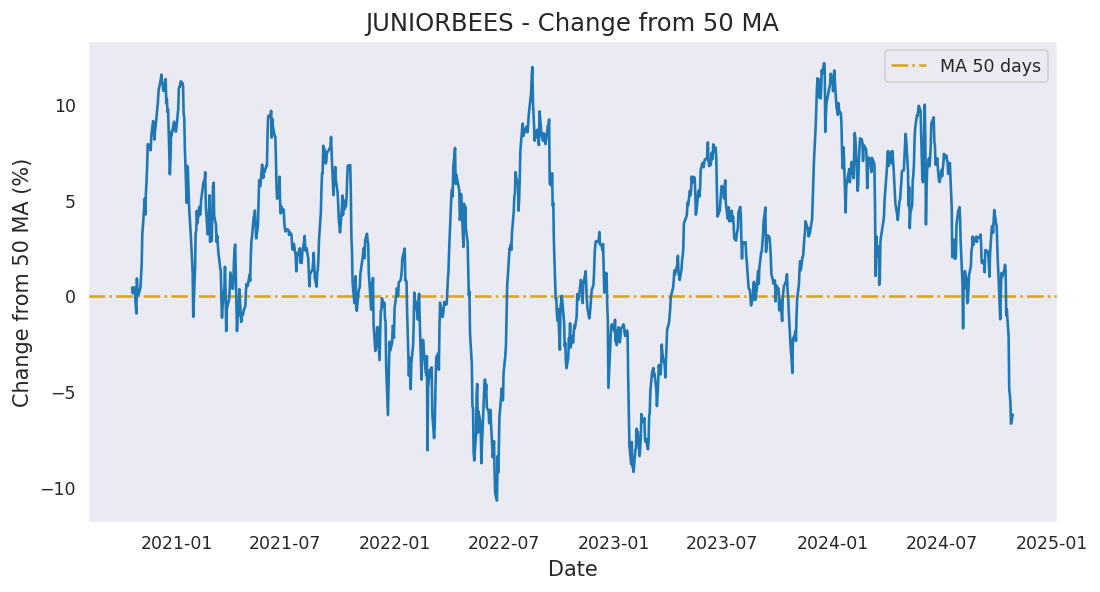 JUNIORBEES - Change from 50 MA
MA 50 days
Change from 50 MA (%)
10
5
0
−5
−10
2021-01 2021-07 2022-01 2022-07 2023-01 2023-07 2024-01 2024-07 2025-01
Date